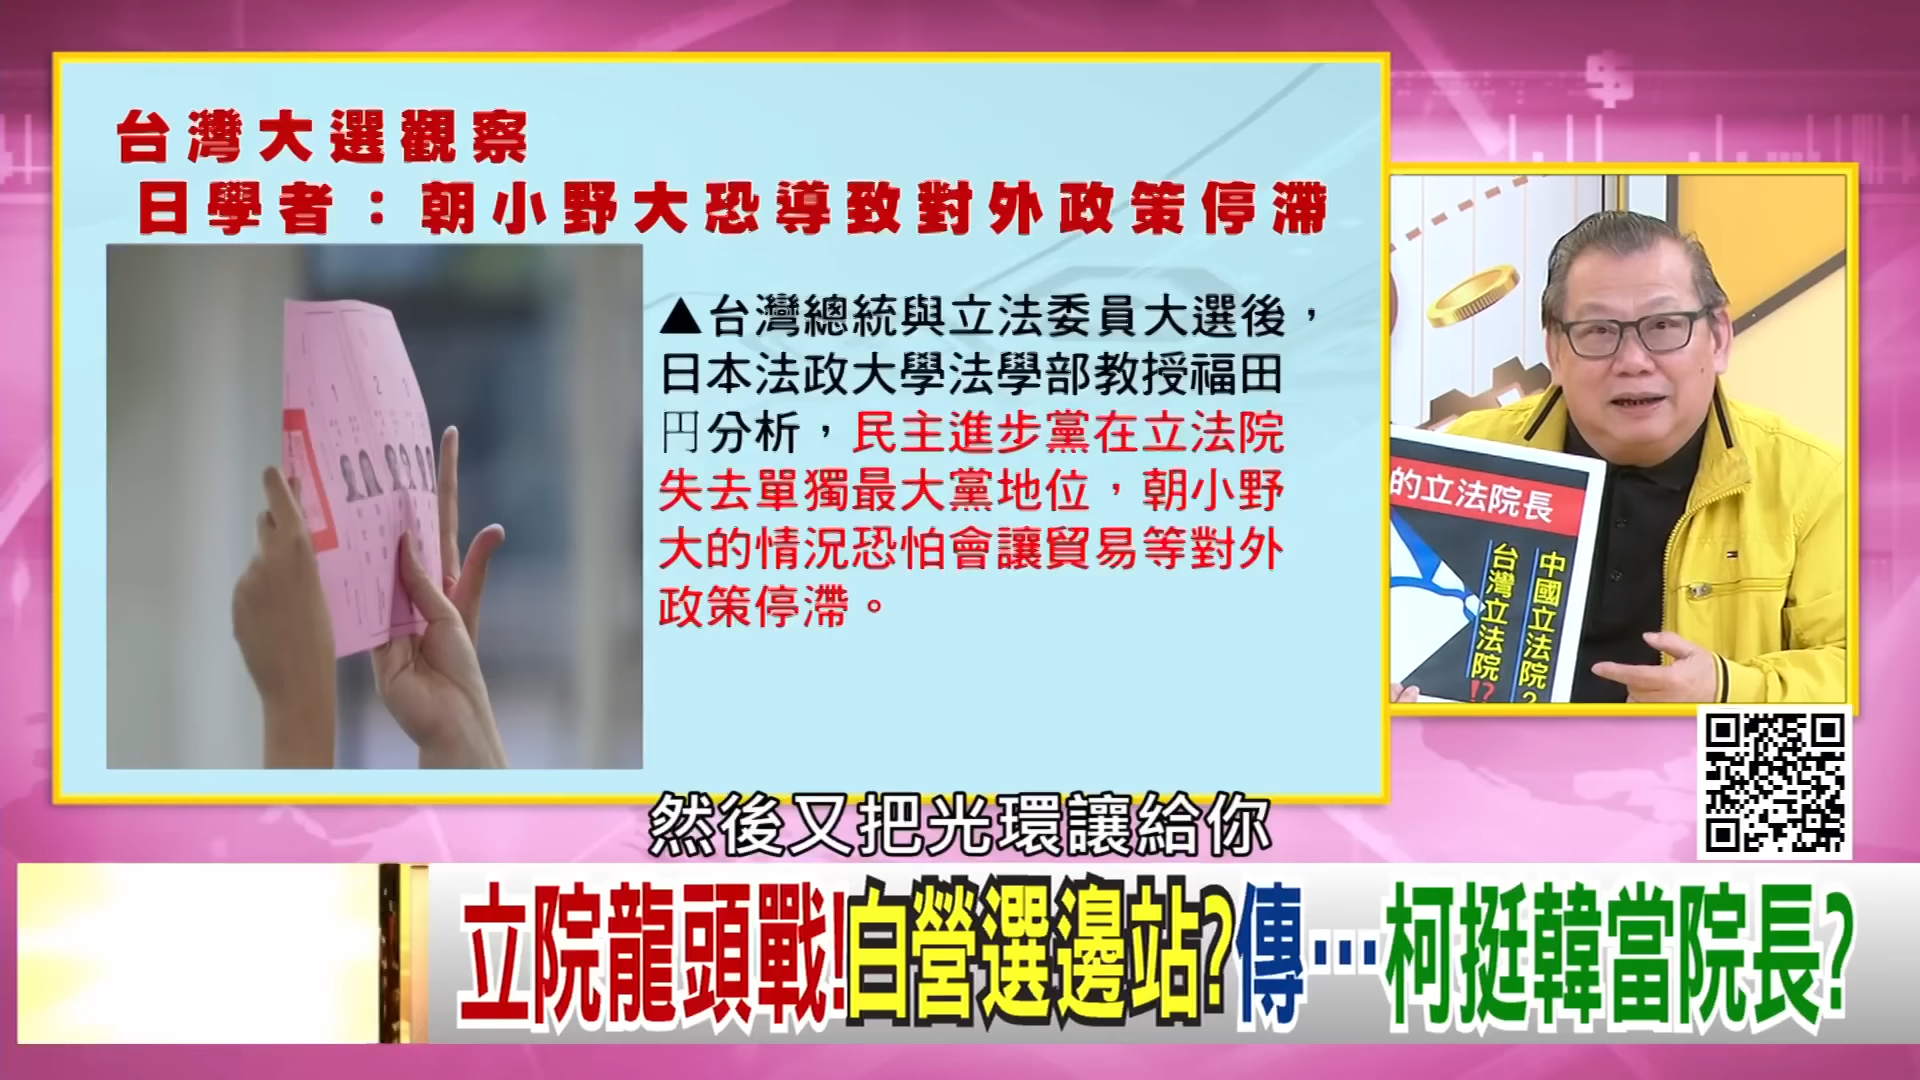 台灣大選觀察
日學者：朝小野大恐導致對外政策停滯
▲台灣總統與立法委員大選後，
日本法政大學法學部教授福田
円分析，民主進步黨在立法院
失去單獨最大黨地位，朝小野
大的情況恐怕會讓貿易等對外
政策停滯。
1 2 3
的立法院長
中國立法院?
台灣立法院!?
然後又把光環讓給你
立院龍頭戰!白營選邊站?傳…柯挺韓當院長?